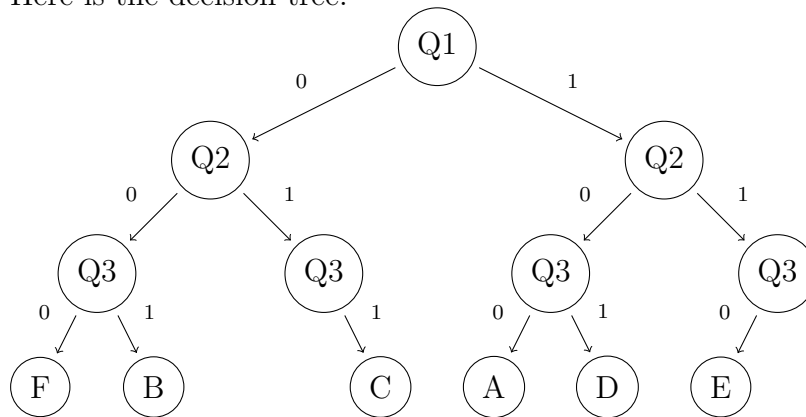 Here is the decision tree:
Q1
0 1
Q2 Q2
0 1 0 1
Q3 Q3 Q3 Q3
0 1 1 0 1 0
F B C A D E